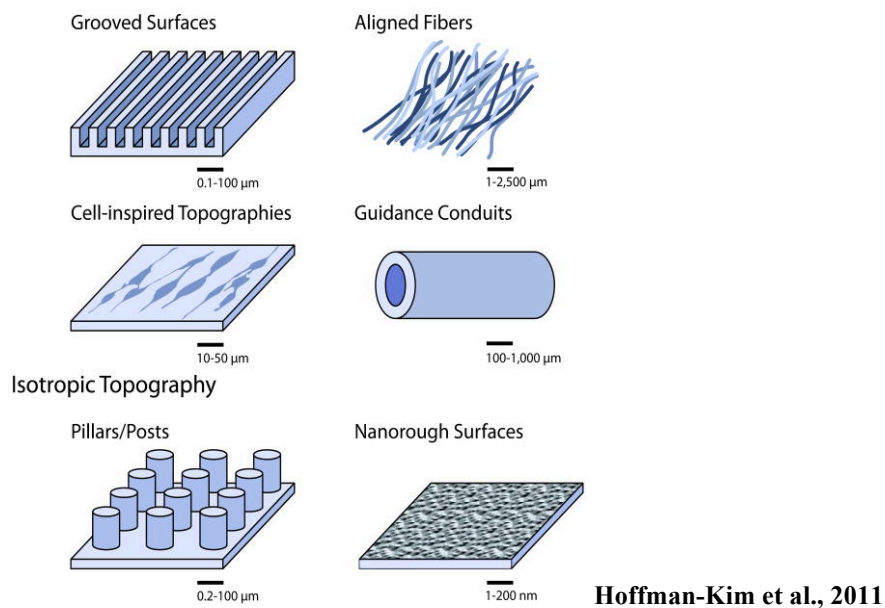 Grooved Surfaces
Aligned Fibers
0.1-100 µm
1-2,500 µm
Cell-inspired Topographies
Guidance Conduits
10-50 µm
100-1,000 µm
Isotropic Topography
Pillars/Posts
Nanorough Surfaces
0.2-100 µm
1-200 nm
Hoffman-Kim et al., 2011